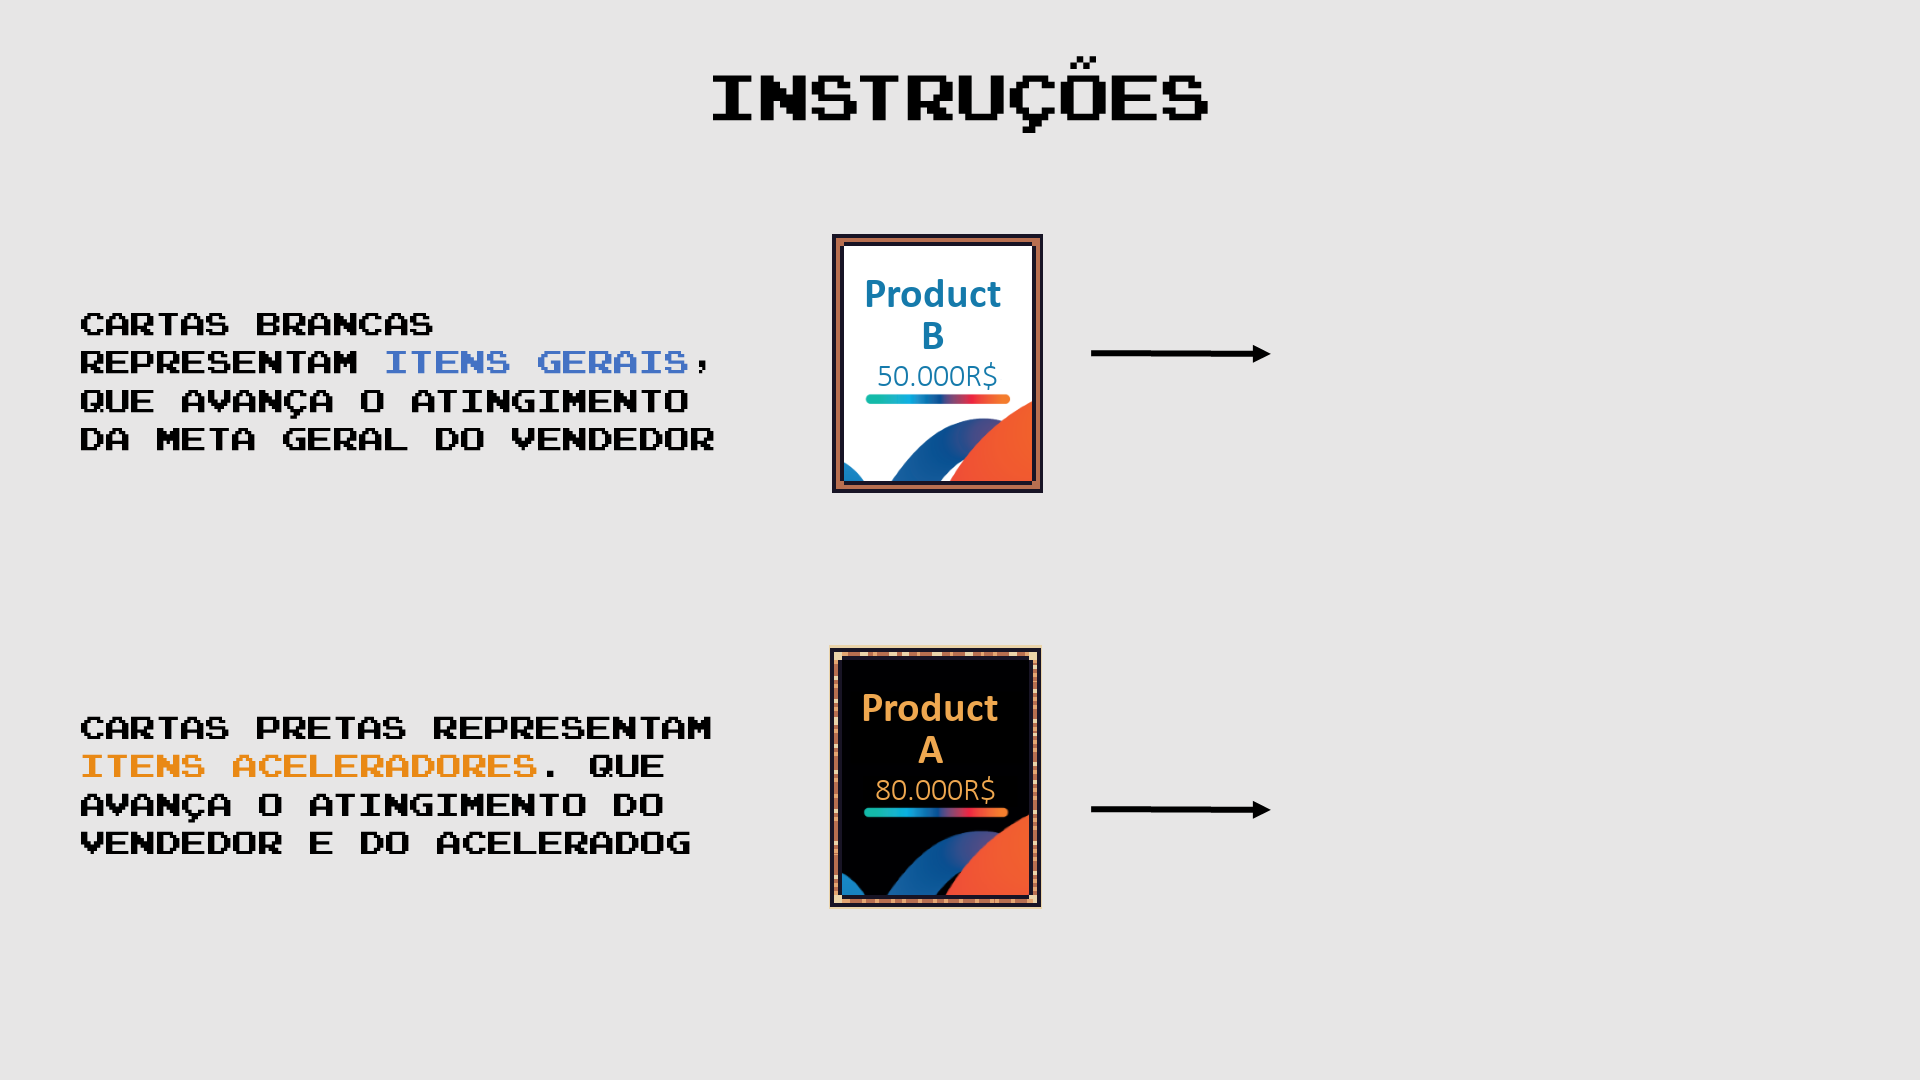 INSTRUÇÕES
CARTAS BRANCAS
REPRESENTAM ITENS GERAIS,
QUE AVANÇA O ATINGIMENTO
DA META GERAL DO VENDEDOR
Product
B
50.000R$
CARTAS PRETAS REPRESENTAM
ITENS ACELERADORES. QUE
AVANÇA O ATINGIMENTO DO
VENDEDOR E DO ACELERADOG
Product
A
80.000R$